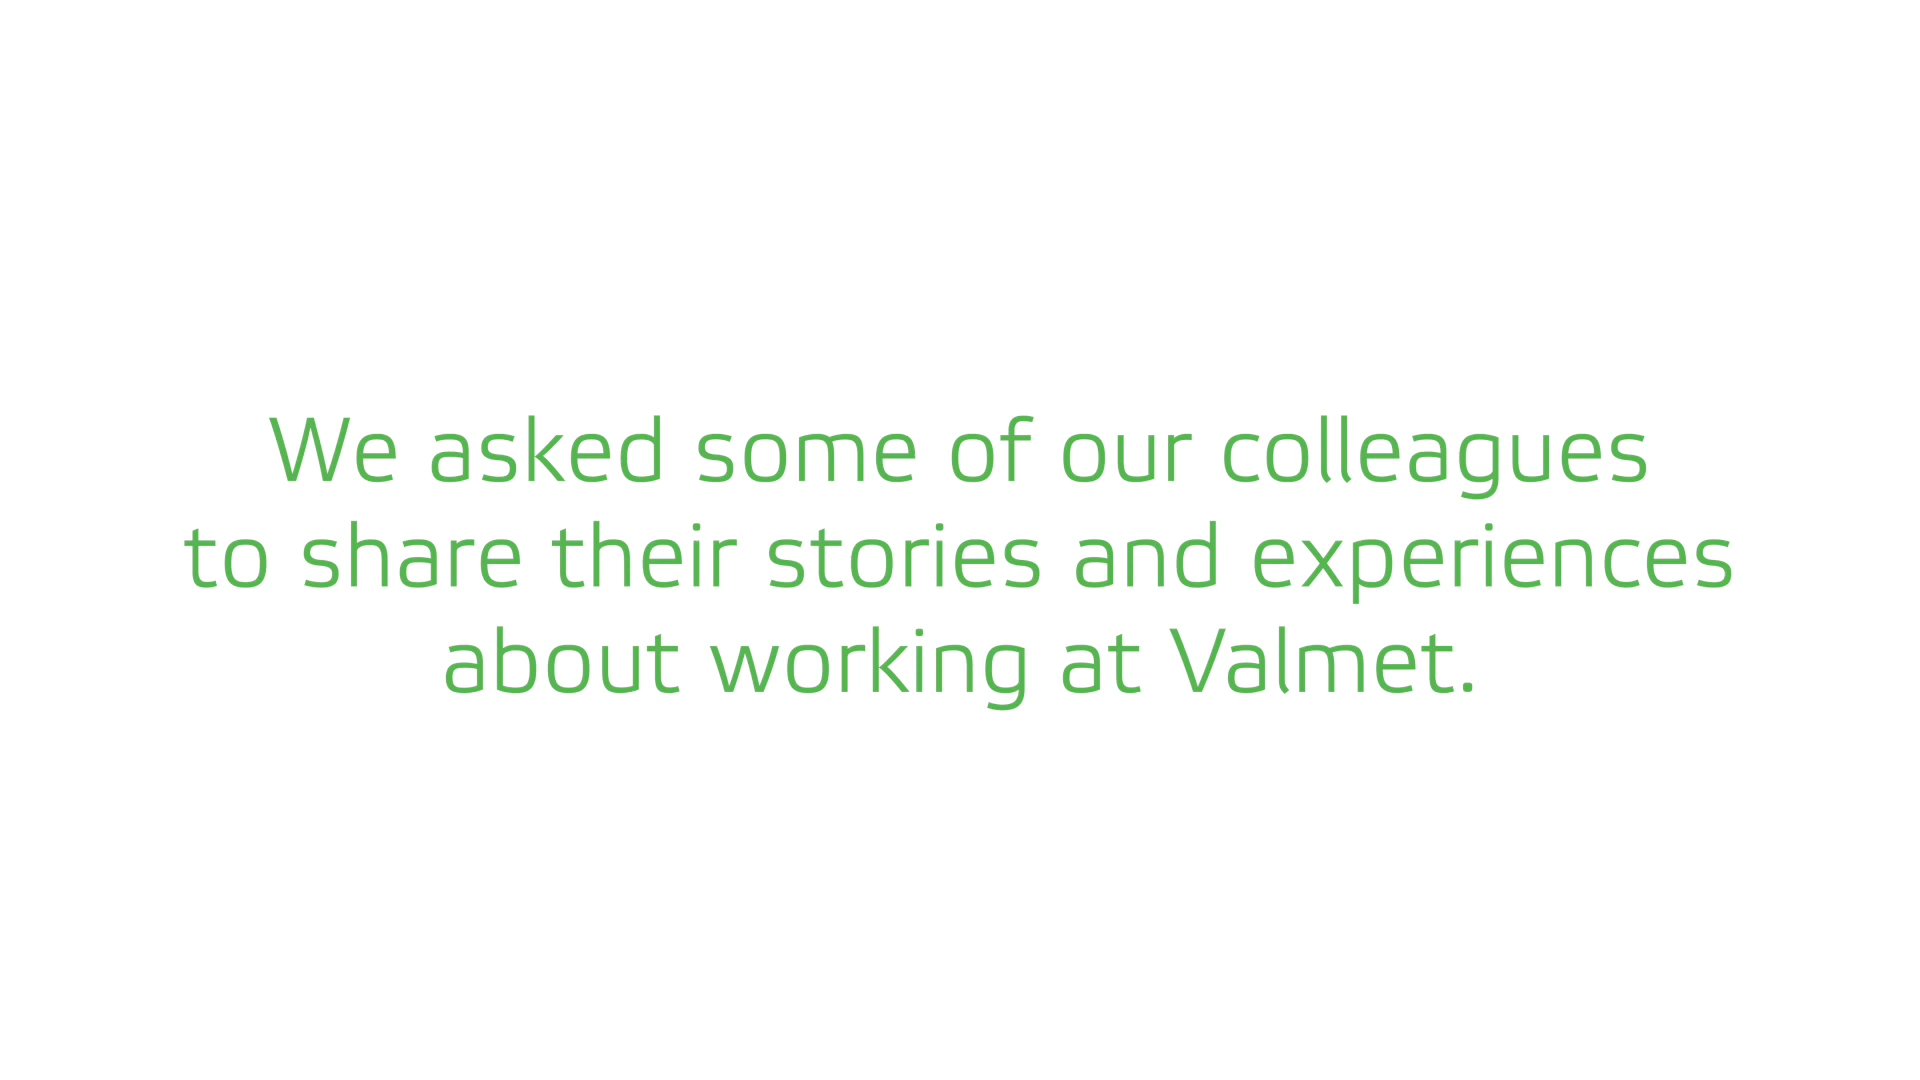 We asked some of our colleagues
to share their stories and experiences
about working at Valmet.